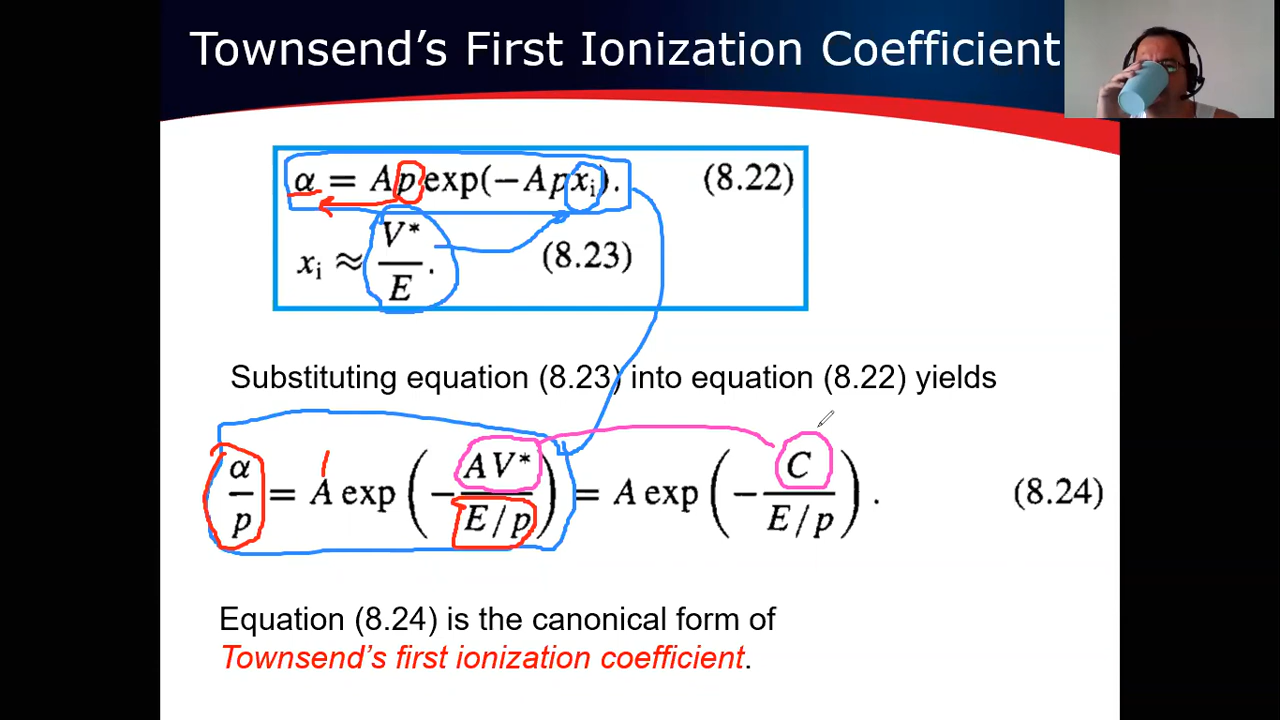 Townsend's First Ionization Coefficient
α = Ap exp(−Apxᵢ). (8.22)
xᵢ ≈ V*/E. (8.23)
Substituting equation (8.23) into equation (8.22) yields
α/p = A exp(−AV*/(E/p)) = A exp(−C/(E/p)). (8.24)
Equation (8.24) is the canonical form of
Townsend's first ionization coefficient.